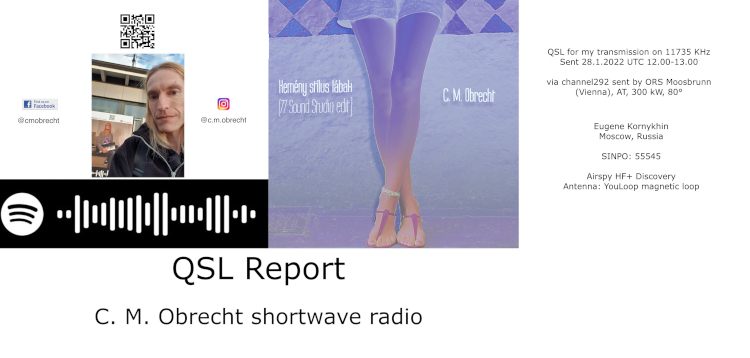 Find us on
Facebook
@cmobrecht
@c.m.obrecht
Kemény stílus lábak
[77 Sound Studio edit]
C. M. Obrecht
QSL for my transmission on 11735 KHz
Sent 28.1.2022 UTC 12.00-13.00
via channel292 sent by ORS Moosbrunn
(Vienna), AT, 300 kW, 80°
Eugene Kornykhin
Moscow, Russia
SINPO: 55545
Airspy HF+ Discovery
Antenna: YouLoop magnetic loop
QSL Report
C. M. Obrecht shortwave radio